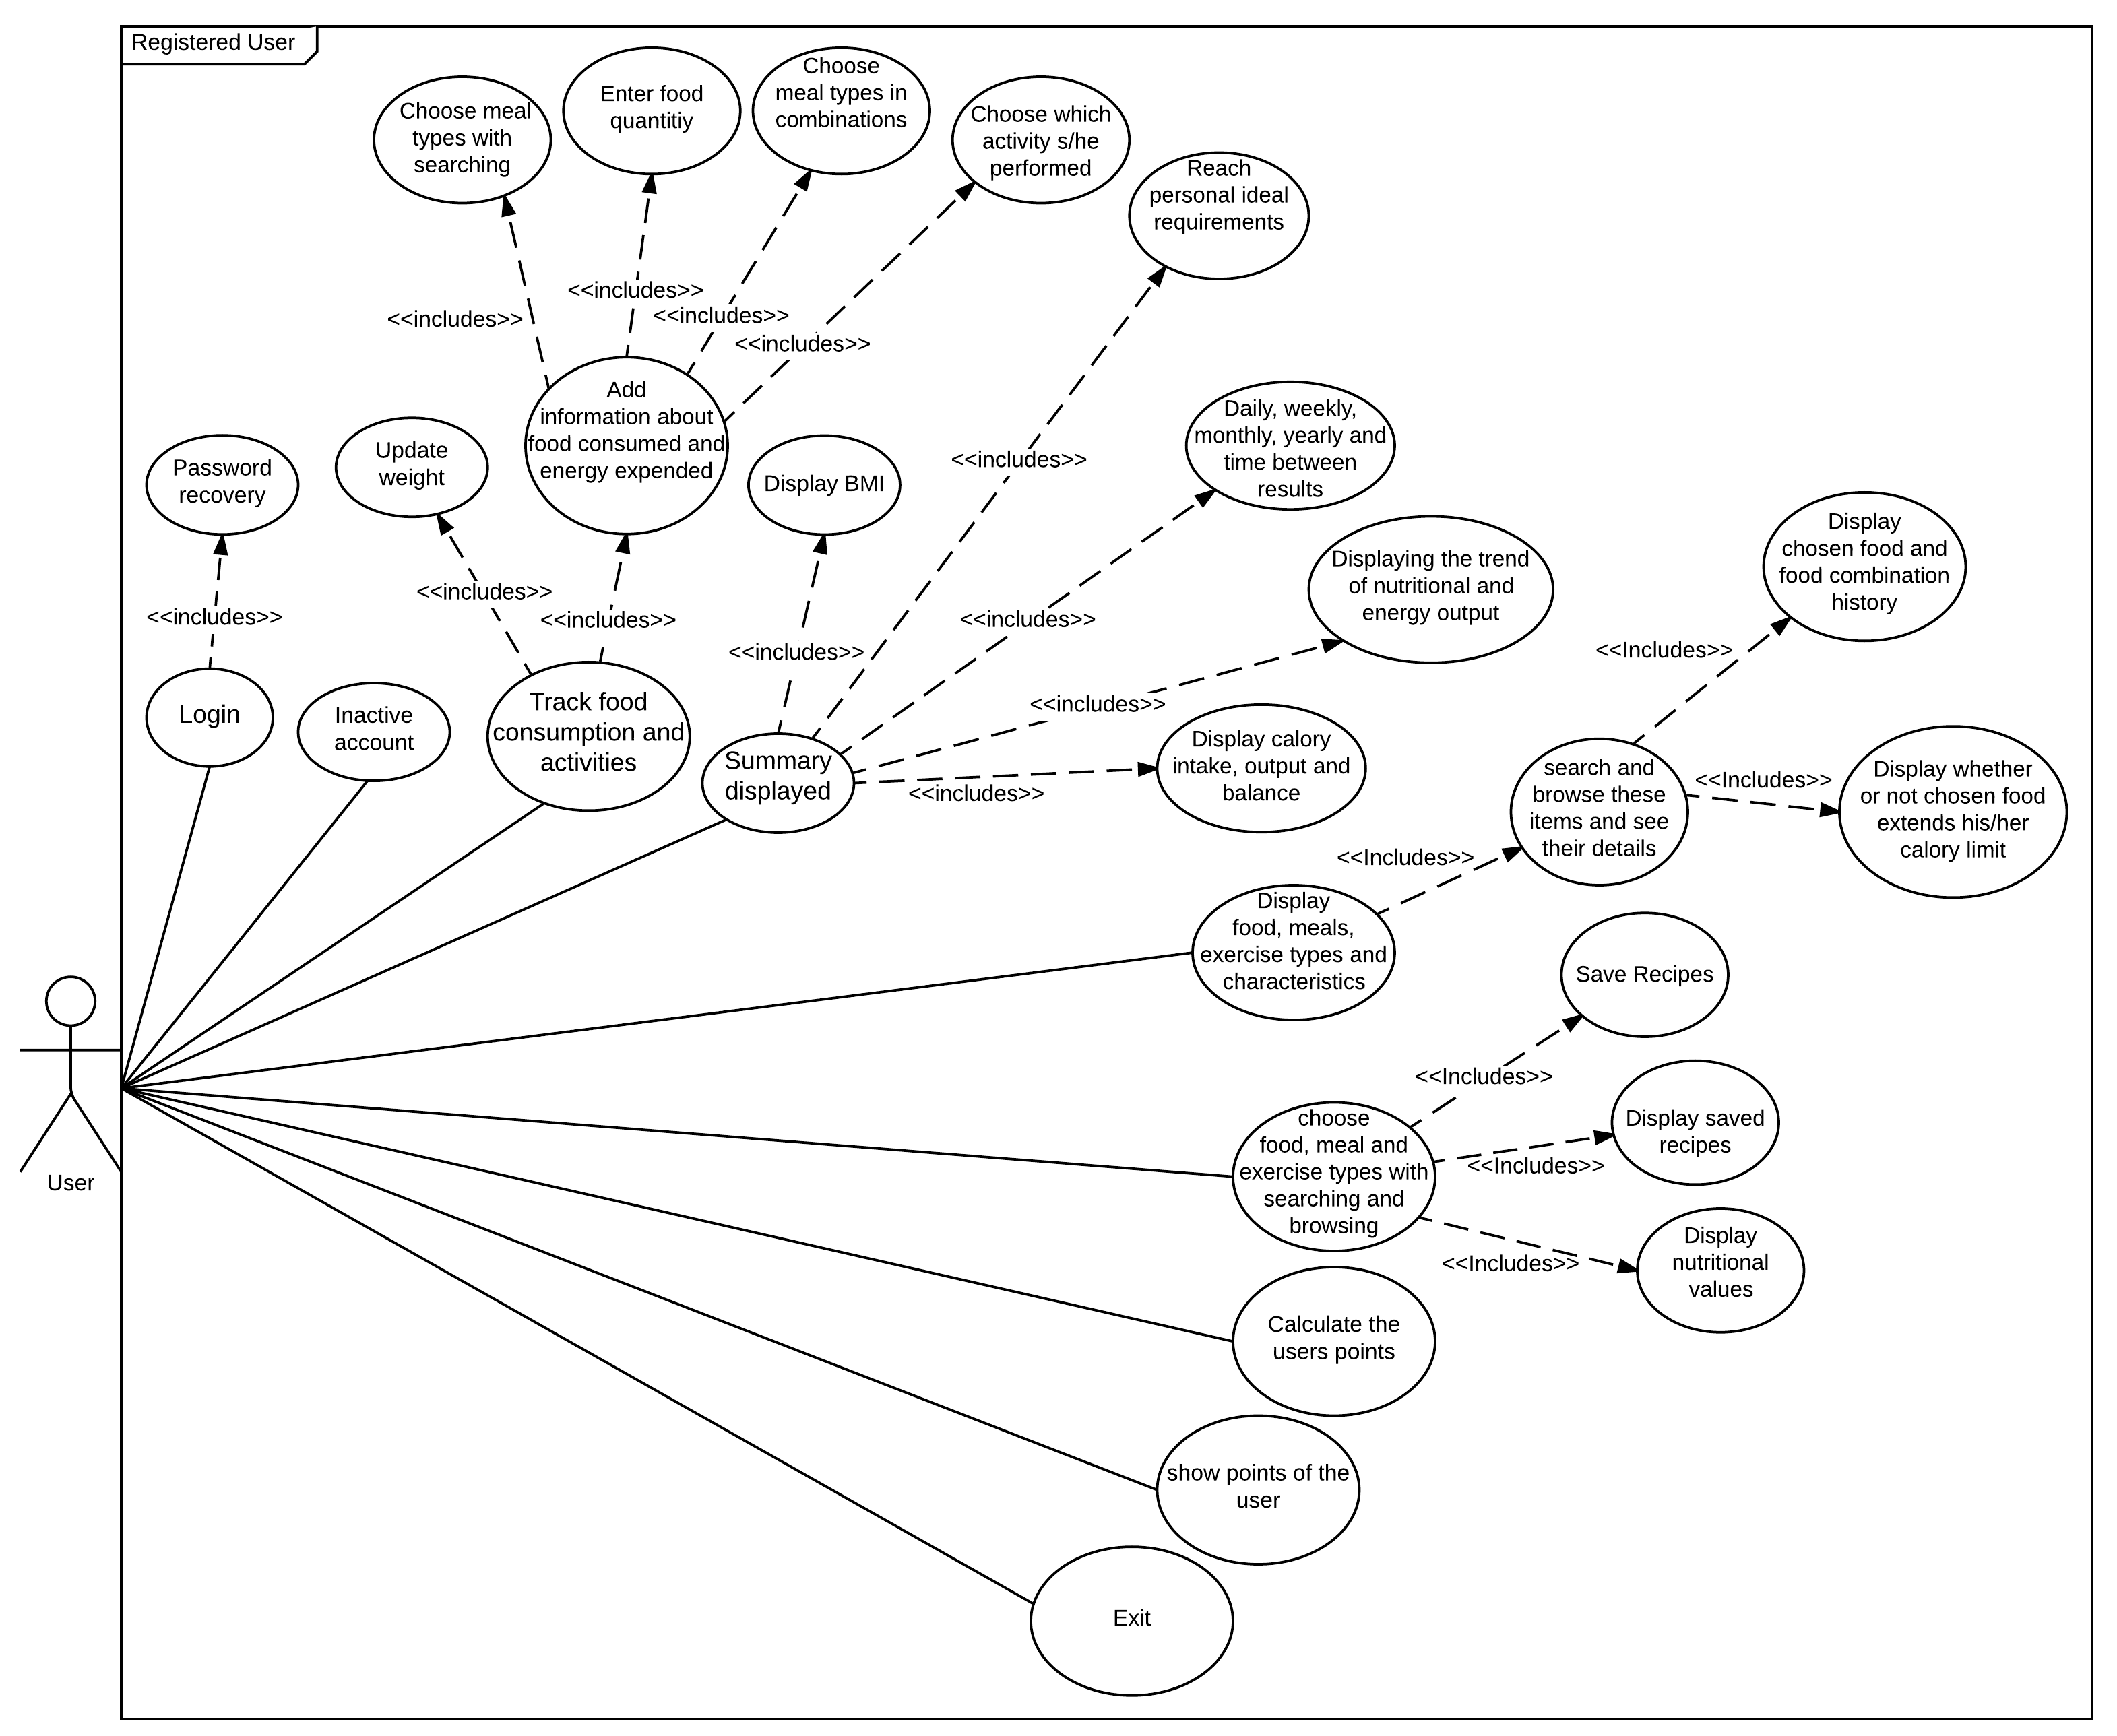 Registered User
Choose meal
types with
searching
Enter food
quantitiy
Choose
meal types in
combinations
Choose which
activity s/he
performed
Reach
personal ideal
requirements
<<includes>>
<<includes>>
<<includes>>
<<includes>>
Add
information about
food consumed and
energy expended
Password
recovery
Update
weight
Display BMI
<<includes>>
Daily, weekly,
monthly, yearly and
time between
results
Displaying the trend
of nutritional and
energy output
Display
chosen food and
food combination
history
<<includes>>
<<includes>>
<<includes>>
<<includes>>
<<includes>>
<<Includes>>
<<includes>>
Login
Inactive
account
Track food
consumption and
activities
Summary
displayed
Display calory
intake, output and
balance
<<includes>>
search and
browse these
items and see
their details
<<Includes>>
Display whether
or not chosen food
extends his/her
calory limit
<<Includes>>
Display
food, meals,
exercise types and
characteristics
Save Recipes
<<Includes>>
choose
food, meal and
exercise types with
searching and
browsing
Display saved
recipes
<<Includes>>
User
Display
nutritional
values
<<Includes>>
Calculate the
users points
show points of the
user
Exit